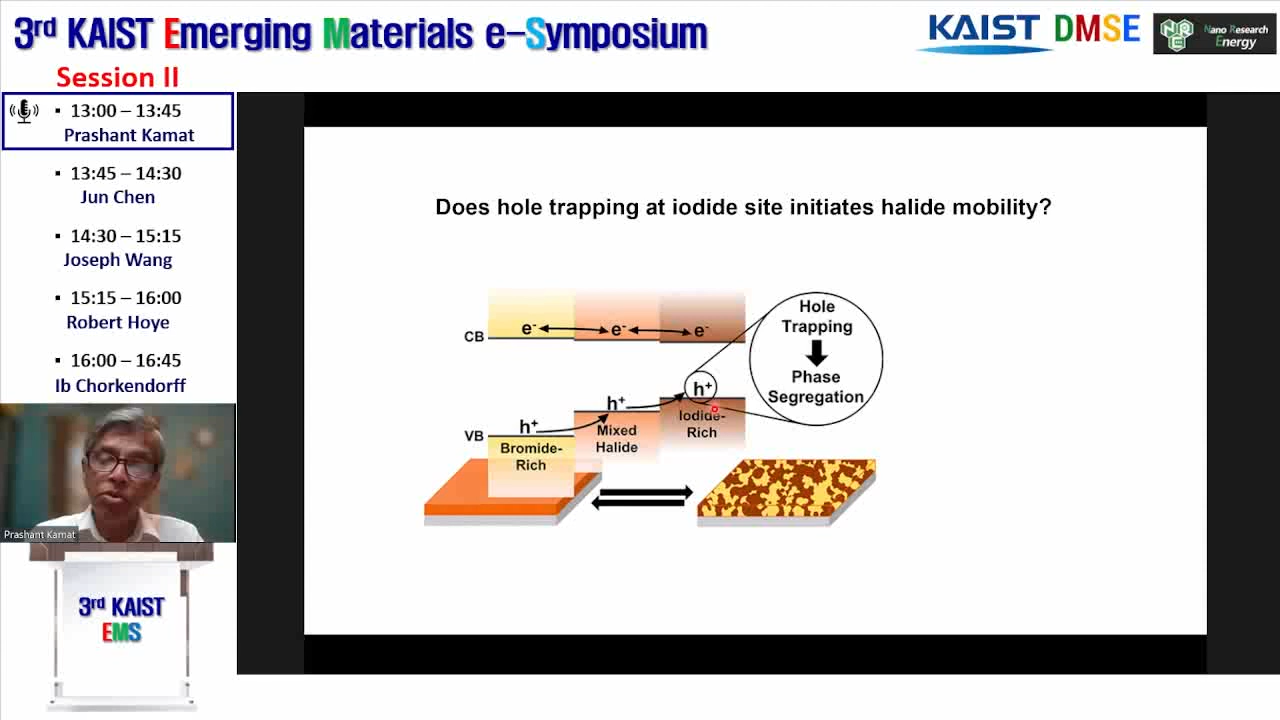 3rd KAIST Emerging Materials e-Symposium
KAIST DMSE
Nano Research
Energy
NRE
Session II
▪ 13:00 – 13:45
Prashant Kamat
▪ 13:45 – 14:30
Jun Chen
▪ 14:30 – 15:15
Joseph Wang
▪ 15:15 – 16:00
Robert Hoye
▪ 16:00 – 16:45
Ib Chorkendorff
Prashant Kamat
3rd KAIST
EMS
Does hole trapping at iodide site initiates halide mobility?
CB
e-
e-
e-
Hole
Trapping
Phase
Segregation
VB
h+
h+
h+
Bromide-
Rich
Mixed
Halide
Iodide-
Rich